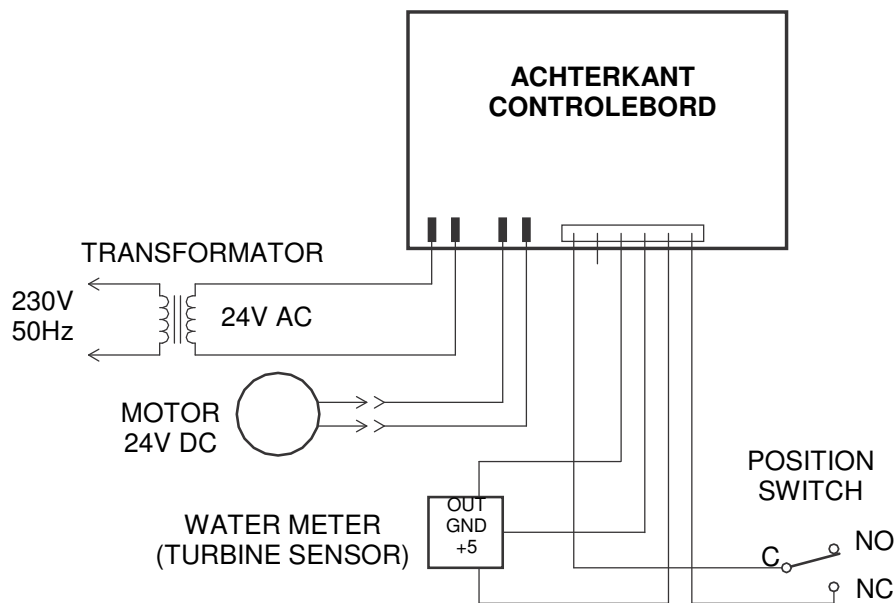 ACHTERKANT
CONTROLEBORD
TRANSFORMATOR
230V
50Hz
24V AC
MOTOR
24V DC
POSITION
SWITCH
WATER METER
(TURBINE SENSOR)
OUT
GND
+5
C
NO
NC